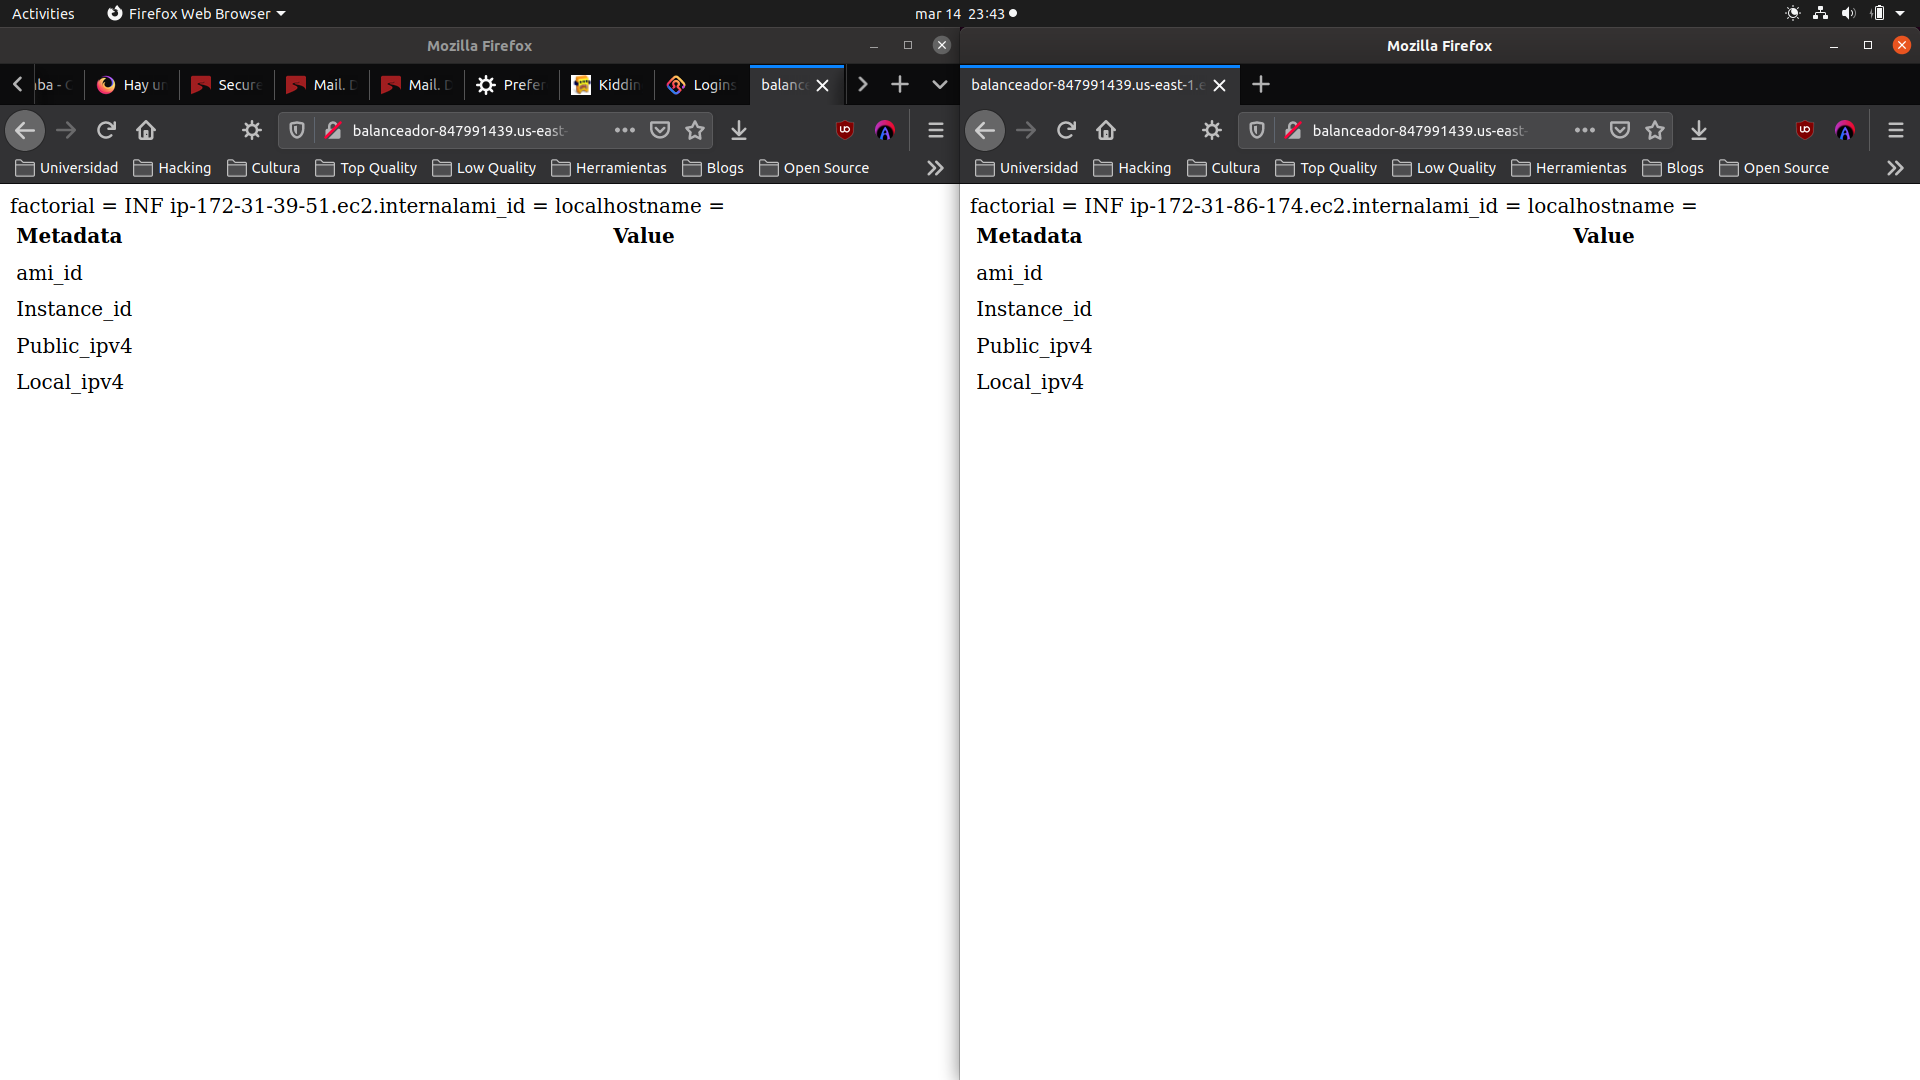 Activities
Firefox Web Browser
mar 14 23:43
Mozilla Firefox
ıba - C
Hay un
Secure
Mail. D
Mail. D
Prefer
Kiddin
Logins
balance
balanceador-847991439.us-east-
Universidad
Hacking
Cultura
Top Quality
Low Quality
Herramientas
Blogs
Open Source
factorial = INF ip-172-31-39-51.ec2.internalami_id = localhostname =
Metadata Value
ami_id
Instance_id
Public_ipv4
Local_ipv4
Mozilla Firefox
balanceador-847991439.us-east-1.e
balanceador-847991439.us-east-
Universidad
Hacking
Cultura
Top Quality
Low Quality
Herramientas
Blogs
Open Source
factorial = INF ip-172-31-86-174.ec2.internalami_id = localhostname =
Metadata Value
ami_id
Instance_id
Public_ipv4
Local_ipv4